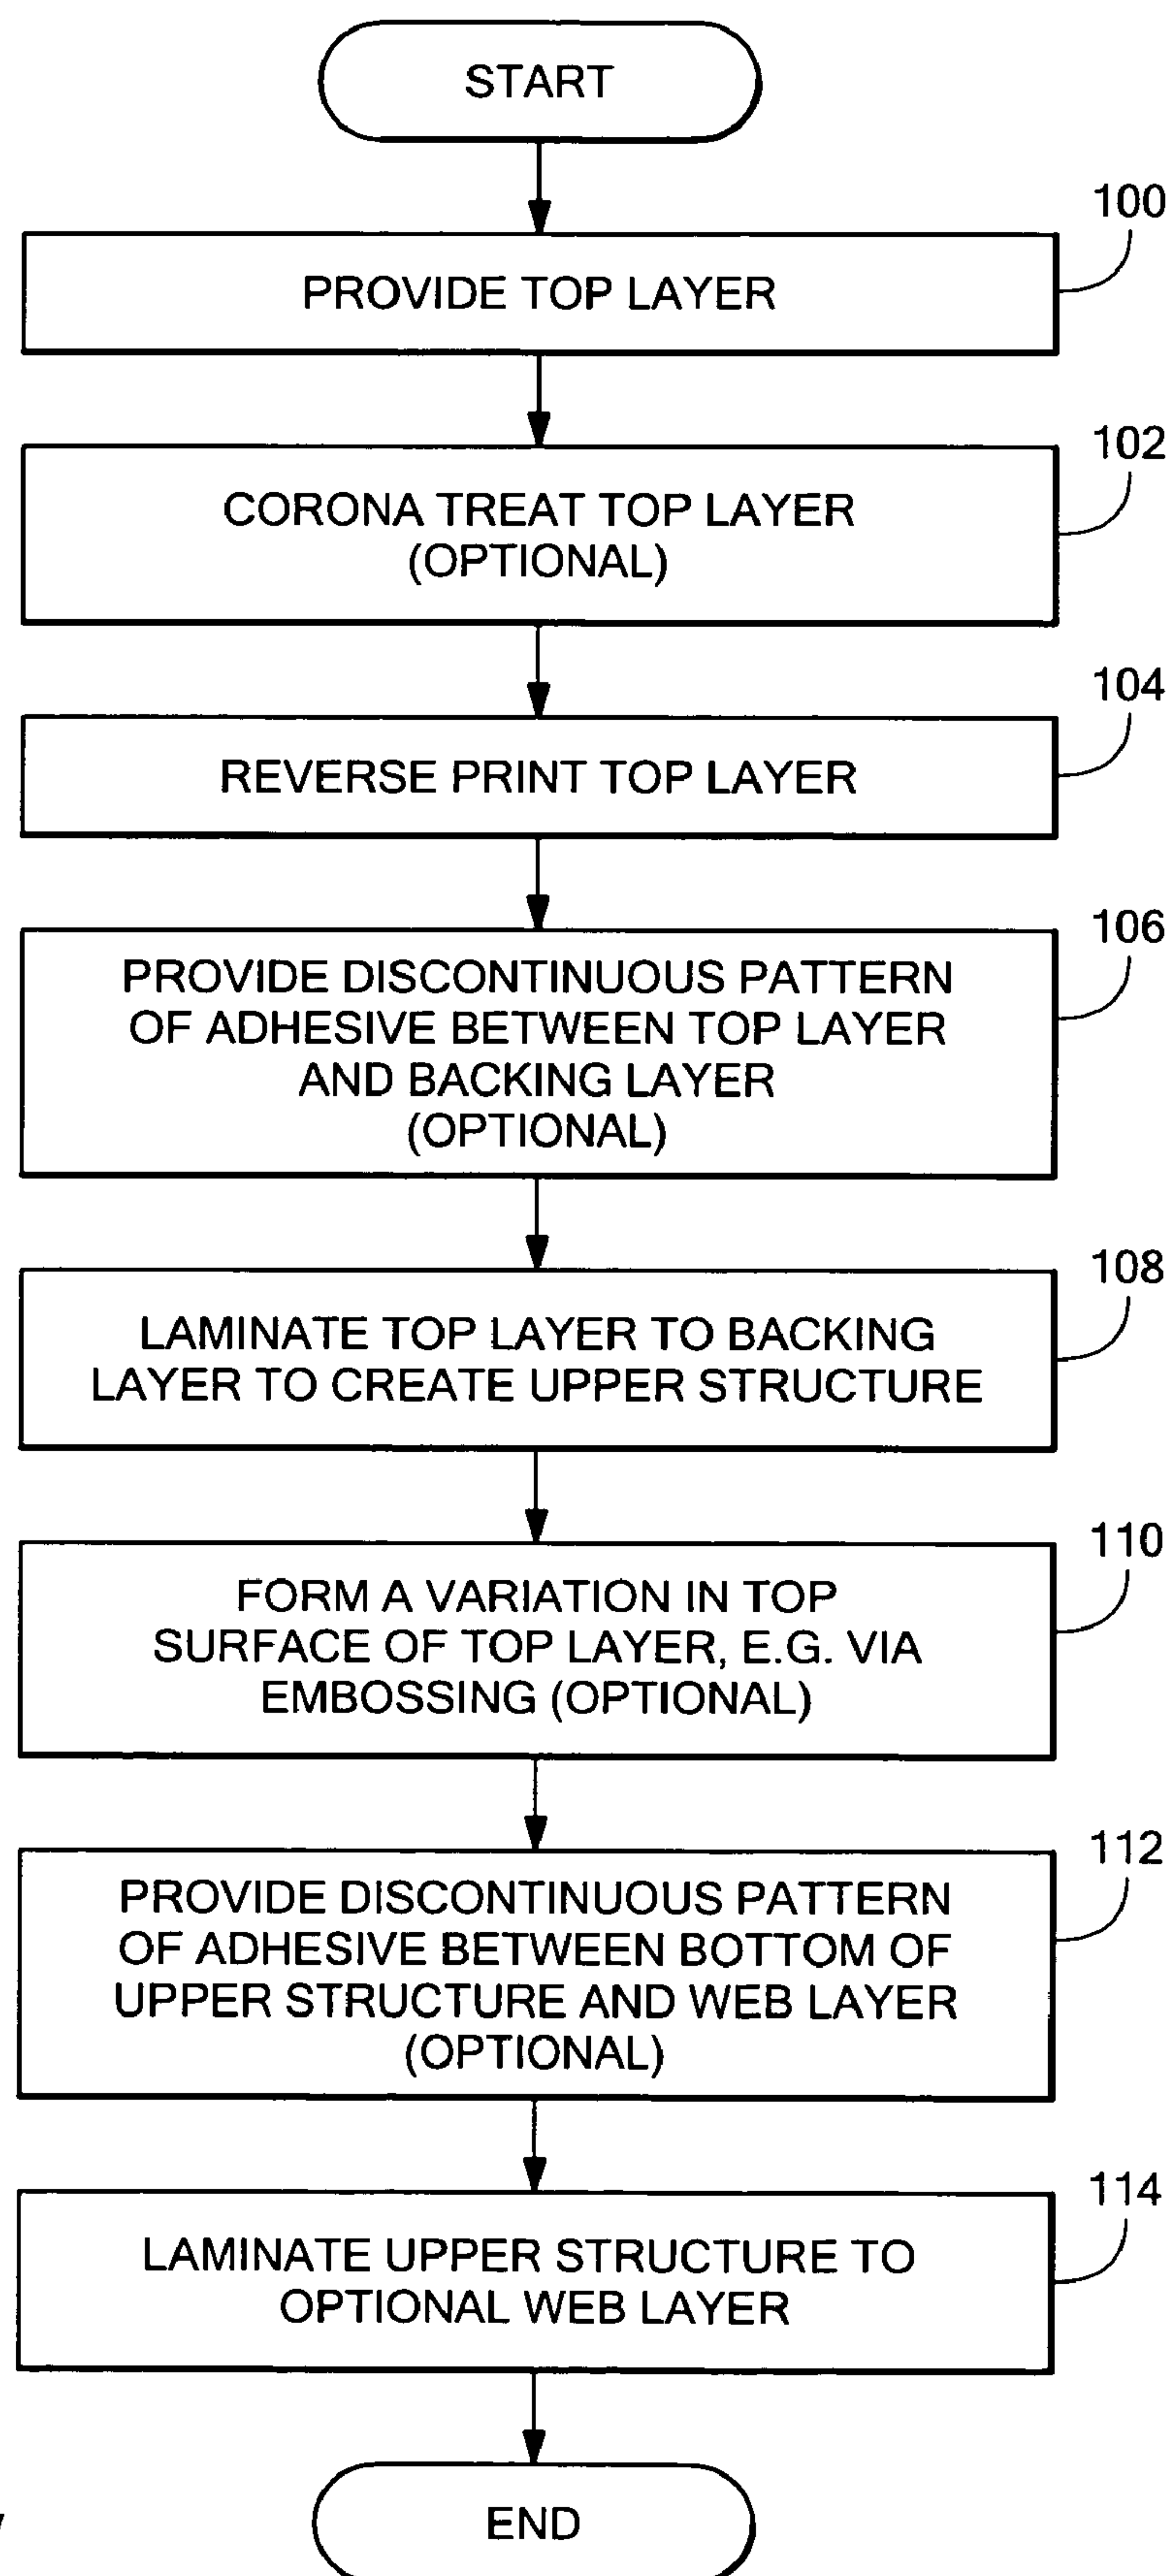 START
100
PROVIDE TOP LAYER
102
CORONA TREAT TOP LAYER
(OPTIONAL)
104
REVERSE PRINT TOP LAYER
106
PROVIDE DISCONTINUOUS PATTERN
OF ADHESIVE BETWEEN TOP LAYER
AND BACKING LAYER
(OPTIONAL)
108
LAMINATE TOP LAYER TO BACKING
LAYER TO CREATE UPPER STRUCTURE
110
FORM A VARIATION IN TOP
SURFACE OF TOP LAYER, E.G. VIA
EMBOSSING (OPTIONAL)
112
PROVIDE DISCONTINUOUS PATTERN
OF ADHESIVE BETWEEN BOTTOM OF
UPPER STRUCTURE AND WEB LAYER
(OPTIONAL)
114
LAMINATE UPPER STRUCTURE TO
OPTIONAL WEB LAYER
END